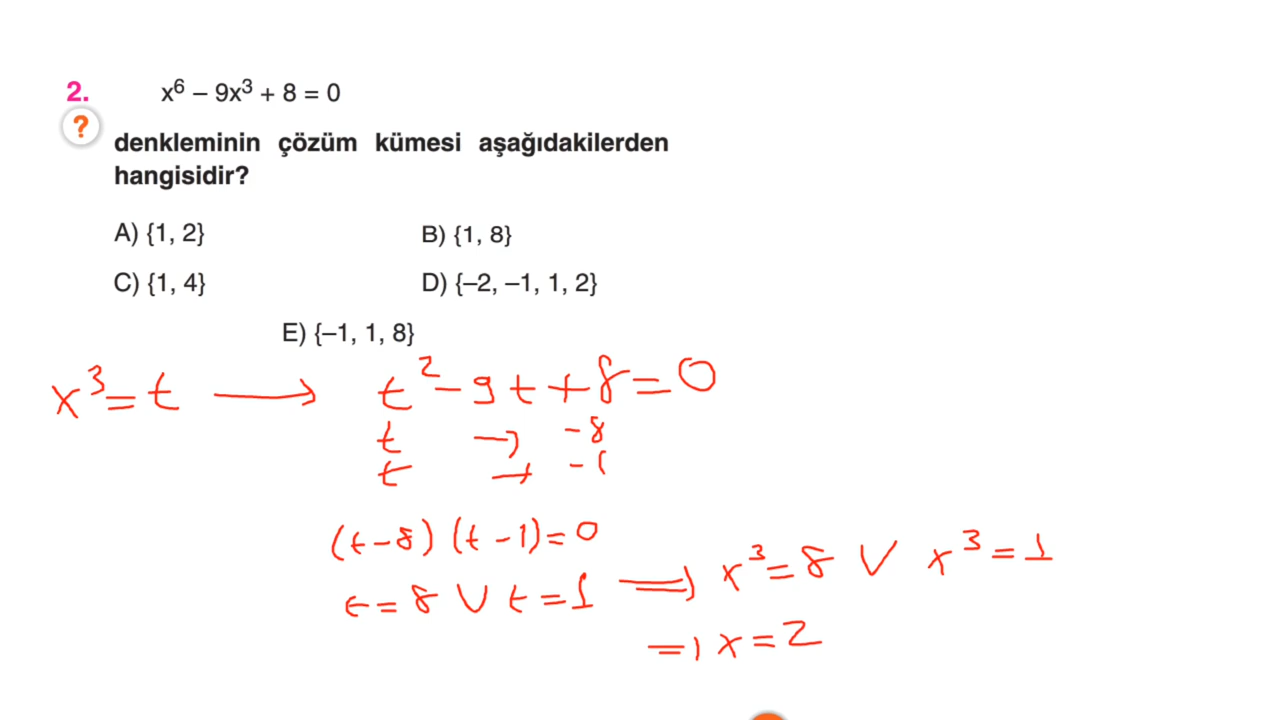 2. x⁶ – 9x³ + 8 = 0
?
denkleminin çözüm kümesi aşağıdakilerden
hangisidir?
A) {1, 2} B) {1, 8}
C) {1, 4} D) {–2, –1, 1, 2}
E) {–1, 1, 8}
x³ = t → t² - 9t + 8 = 0
t → -8
t → -1
(t - 8) (t - 1) = 0
t = 8 ∨ t = 1 ⇒ x³ = 8 ∨ x³ = 1
⇒ x = 2